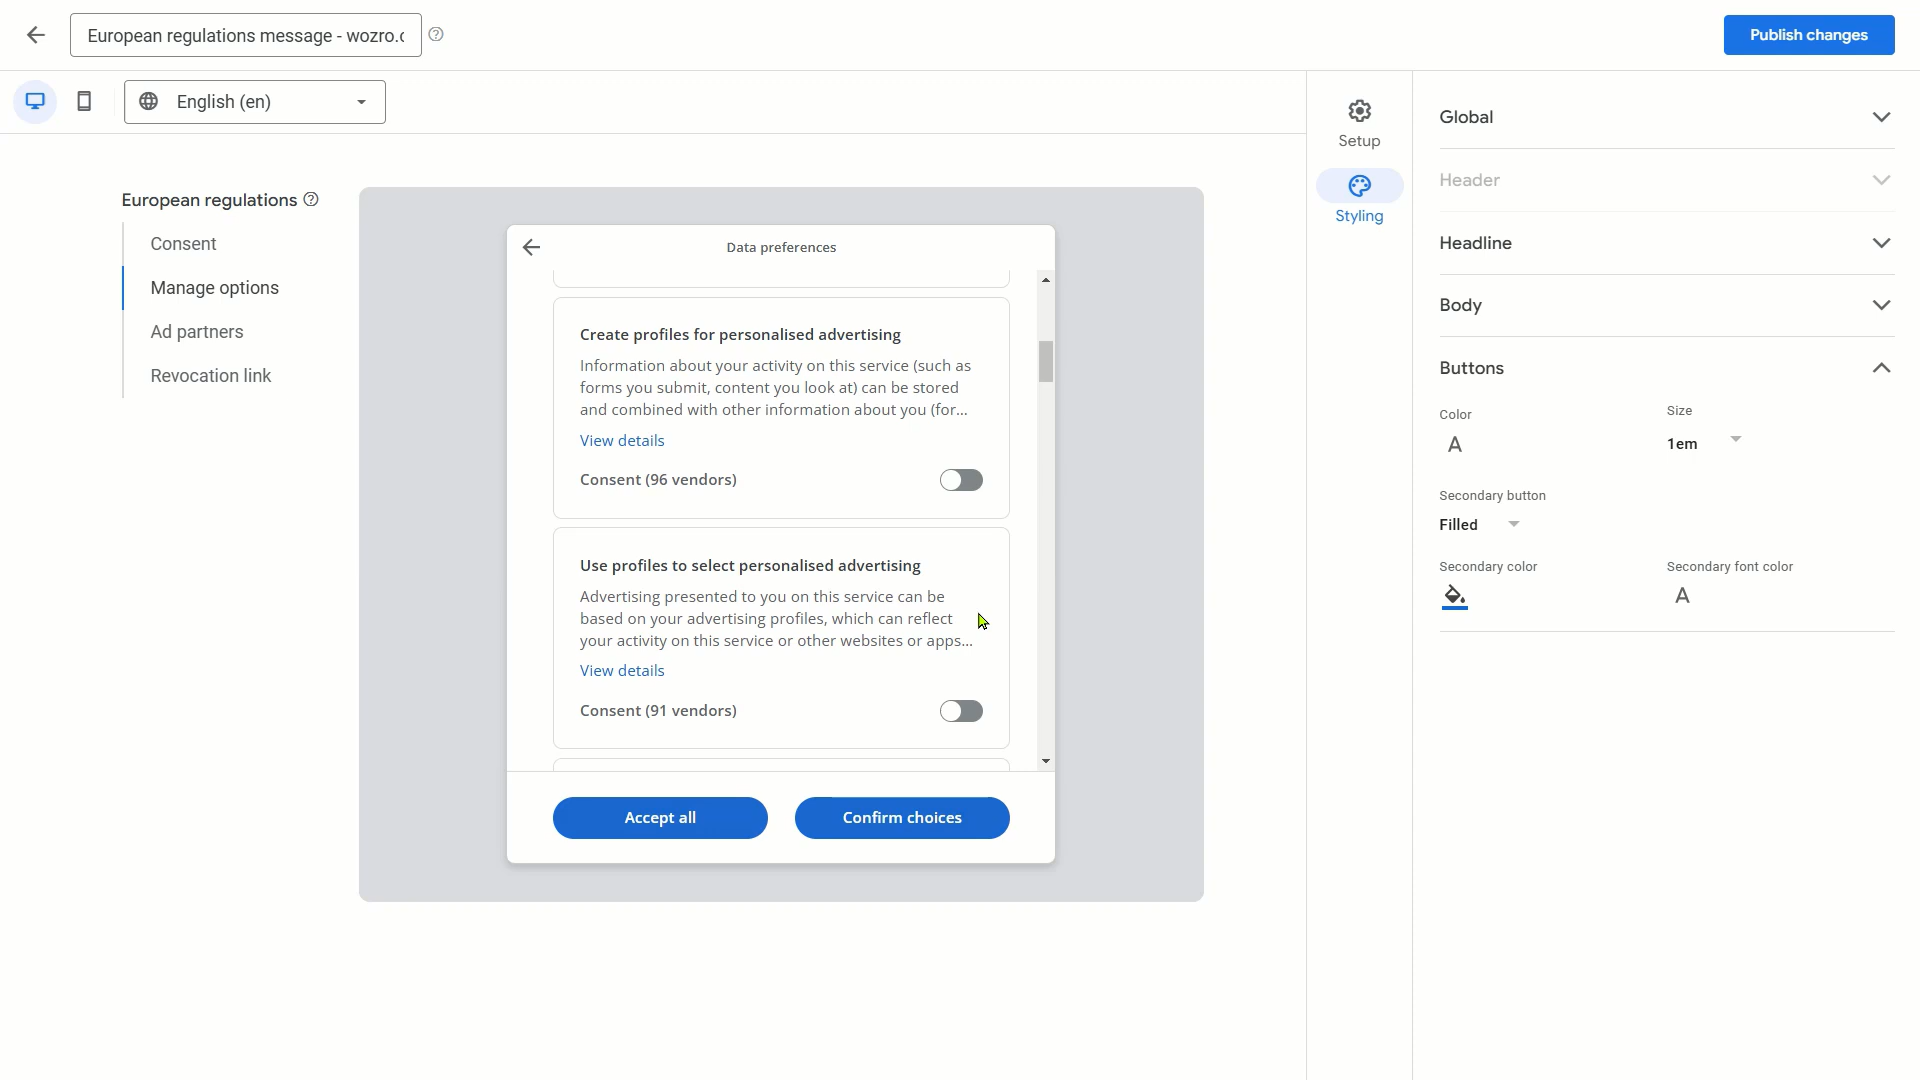 European regulations message - wozro.c
Publish changes
English (en)
European regulations
Consent
Manage options
Ad partners
Revocation link
Data preferences
Create profiles for personalised advertising
Information about your activity on this service (such as
forms you submit, content you look at) can be stored
and combined with other information about you (for...
View details
Consent (96 vendors)
Use profiles to select personalised advertising
Advertising presented to you on this service can be
based on your advertising profiles, which can reflect
your activity on this service or other websites or apps...
View details
Consent (91 vendors)
Accept all
Confirm choices
Setup
Styling
Global
Header
Headline
Body
Buttons
Color
Size
A
1em
Secondary button
Filled
Secondary color
Secondary font color
A